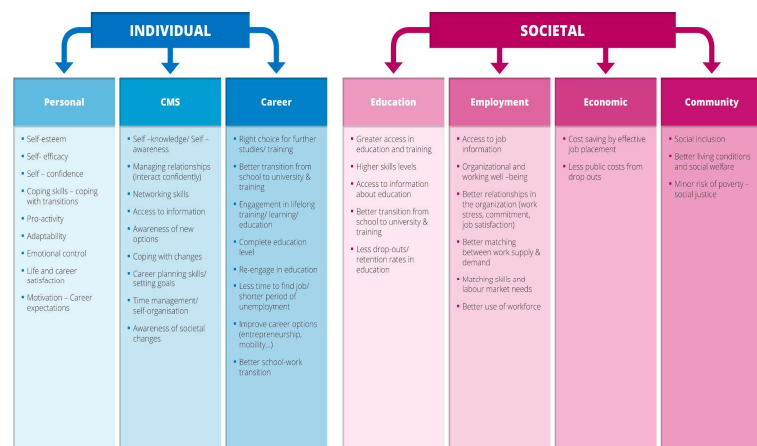 INDIVIDUAL
SOCIETAL
Personal
▪ Self-esteem
▪ Self- efficacy
▪ Self – confidence
▪ Coping skills – coping
with transitions
▪ Pro-activity
▪ Adaptability
▪ Emotional control
▪ Life and career
satisfaction
▪ Motivation – Career
expectations
CMS
▪ Self –knowledge/ Self –
awareness
▪ Managing relationships
(interact confidently)
▪ Networking skills
▪ Access to information
▪ Awareness of new
options
▪ Coping with changes
▪ Career planning skills/
setting goals
▪ Time management/
self-organisation
▪ Awareness of societal
changes
Career
▪ Right choice for further
studies/ training
▪ Better transition from
school to university &
training
▪ Engagement in lifelong
training/ learning/
education
▪ Complete education
level
▪ Re-engage in education
▪ Less time to find job/
shorter period of
unemployment
▪ Improve career options
(entrepreneurship,
mobility...)
▪ Better school-work
transition
Education
▪ Greater access in
education and training
▪ Higher skills levels
▪ Access to information
about education
▪ Better transition from
school to university &
training
▪ Less drop-outs/
retention rates in
education
Employment
▪ Access to job
information
▪ Organizational and
working well –being
▪ Better relationships in
the organization (work
stress, commitment,
job satisfaction)
▪ Better matching
between work supply &
demand
▪ Matching skills and
labour market needs
▪ Better use of workforce
Economic
▪ Cost saving by effective
job placement
▪ Less public costs from
drop outs
Community
▪ Social inclusion
▪ Better living conditions
and social welfare
▪ Minor risk of poverty –
social justice